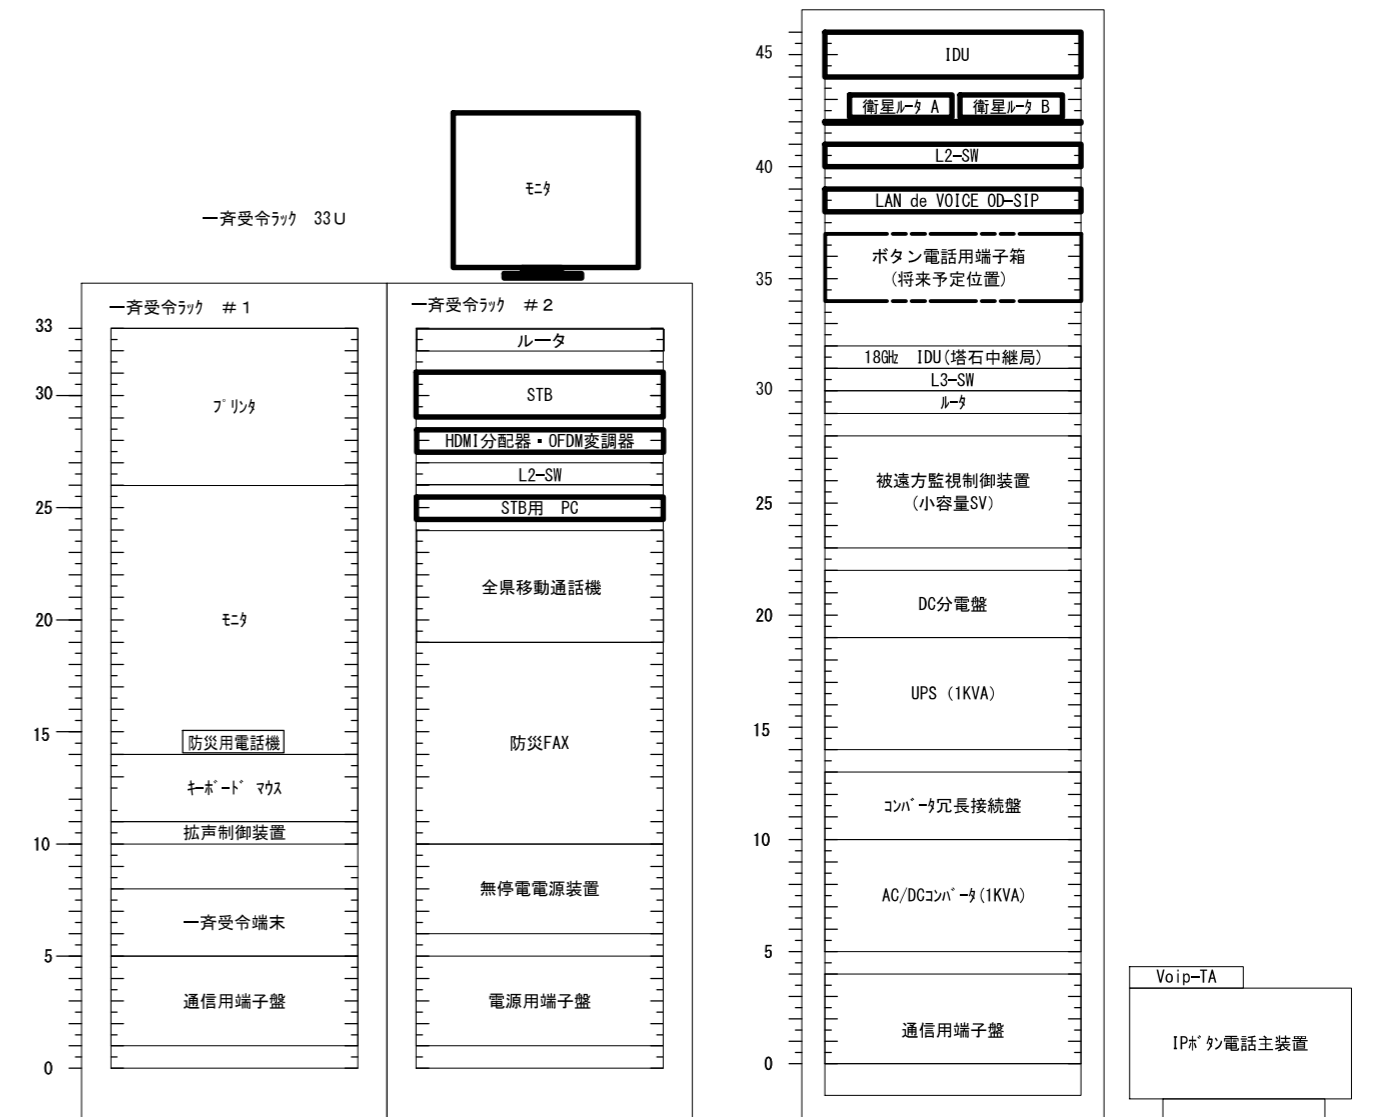 一斉受令ﾗｯｸ 33U
ﾓﾆﾀ
一斉受令ﾗｯｸ #1
33
30
25
20
15
10
5
0
ﾌﾟﾘﾝﾀ
ﾓﾆﾀ
防災用電話機
ｷｰﾎﾞｰﾄﾞ ﾏｳｽ
拡声制御装置
一斉受令端末
通信用端子盤
一斉受令ﾗｯｸ #2
ルータ
STB
HDMI分配器・OFDM変調器
L2-SW
STB用 PC
全県移動通話機
防災FAX
無停電電源装置
電源用端子盤
45
40
35
30
25
20
15
10
5
0
IDU
衛星ﾙｰﾀ A
衛星ﾙｰﾀ B
L2-SW
LAN de VOICE OD-SIP
ボタン電話用端子箱
(将来予定位置)
18GHz IDU(塔石中継局)
L3-SW
ﾙｰﾀ
被遠方監視制御装置
(小容量SV)
DC分電盤
UPS (1KVA)
ｺﾝﾊﾞｰﾀ冗長接続盤
AC/DCｺﾝﾊﾞｰﾀ(1KVA)
通信用端子盤
Voip-TA
IPﾎﾞﾀﾝ電話主装置